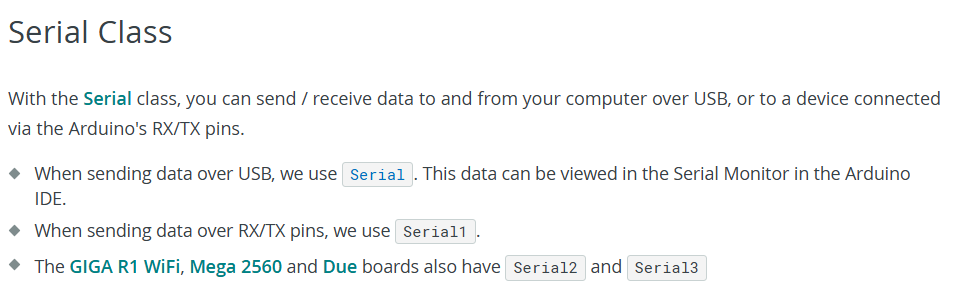 Serial Class
With the Serial class, you can send / receive data to and from your computer over USB, or to a device connected
via the Arduino's RX/TX pins.
When sending data over USB, we use Serial. This data can be viewed in the Serial Monitor in the Arduino
IDE.
When sending data over RX/TX pins, we use Serial1.
The GIGA R1 WiFi, Mega 2560 and Due boards also have Serial2 and Serial3